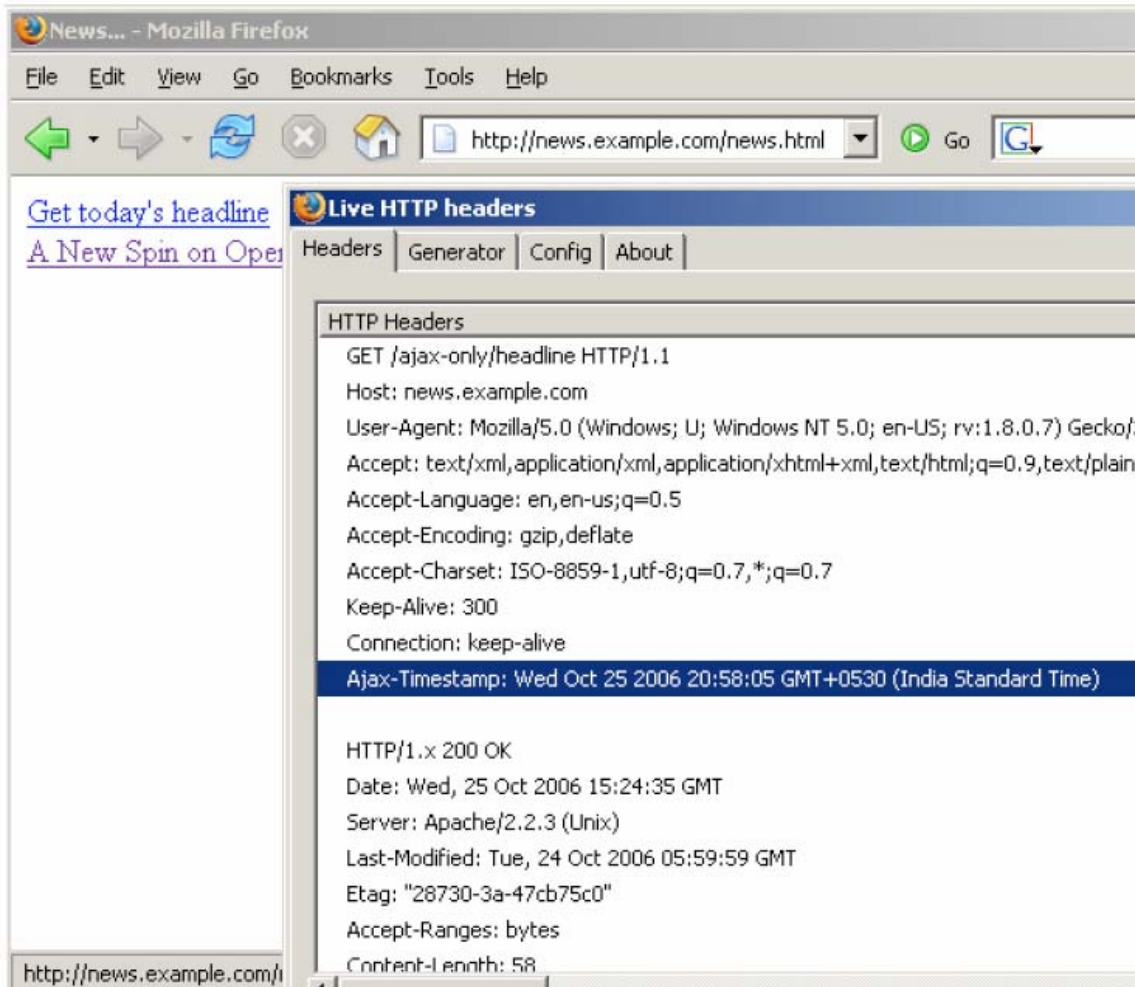 News... - Mozilla Firefox
File Edit View Go Bookmarks Tools Help
http://news.example.com/news.html Go G
Get today's headline
A New Spin on Open
Live HTTP headers
Headers Generator Config About
HTTP Headers
GET /ajax-only/headline HTTP/1.1
Host: news.example.com
User-Agent: Mozilla/5.0 (Windows; U; Windows NT 5.0; en-US; rv:1.8.0.7) Gecko/
Accept: text/xml,application/xml,application/xhtml+xml,text/html;q=0.9,text/plain
Accept-Language: en,en-us;q=0.5
Accept-Encoding: gzip,deflate
Accept-Charset: ISO-8859-1,utf-8;q=0.7,*;q=0.7
Keep-Alive: 300
Connection: keep-alive
Ajax-Timestamp: Wed Oct 25 2006 20:58:05 GMT+0530 (India Standard Time)
HTTP/1.x 200 OK
Date: Wed, 25 Oct 2006 15:24:35 GMT
Server: Apache/2.2.3 (Unix)
Last-Modified: Tue, 24 Oct 2006 05:59:59 GMT
Etag: "28730-3a-47cb75c0"
Accept-Ranges: bytes
Content-Length: 58
http://news.example.com/